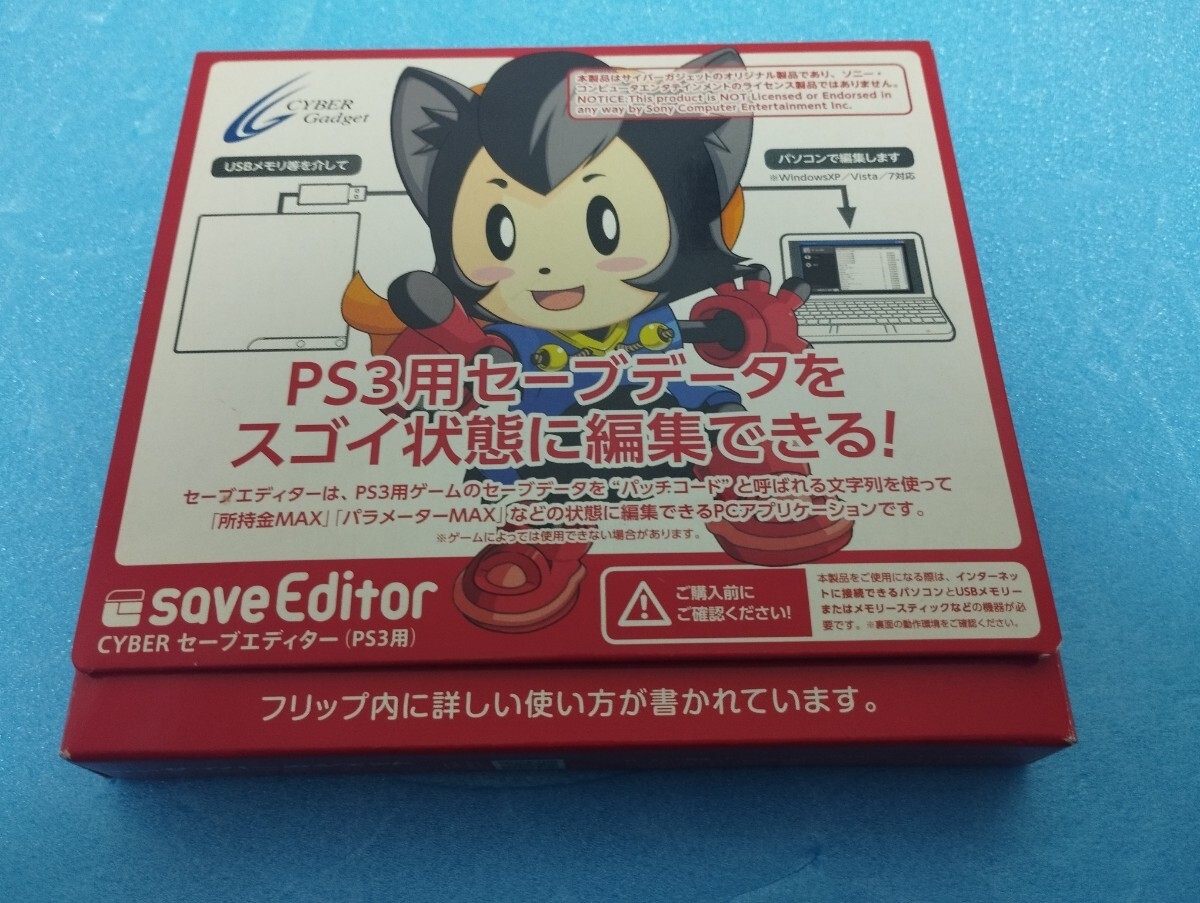 CYBER
Gadget
本製品はサイバーガジェットのオリジナル製品であり、ソニー・
コンピュータエンタテインメントのライセンス製品ではありません。
NOTICE:This product is NOT Licensed or Endorsed in
any way by Sony Computer Entertainment Inc.
USBメモリ等を介して
パソコンで編集します
※WindowsXP/Vista/7対応
PS3用セーブデータを
スゴイ状態に編集できる!
セーブエディターは、PS3用ゲームのセーブデータを“パッチコード”と呼ばれる文字列を使って
「所持金MAX」「パラメーターMAX」などの状態に編集できるPCアプリケーションです。
※ゲームによっては使用できない場合があります。
saveEditor
CYBER セーブエディター(PS3用)
ご購入前に
ご確認ください!
本製品をご使用になる際は、インターネッ
トに接続できるパソコンとUSBメモリー
またはメモリースティックなどの機器が必
要です。※裏面の動作環境をご確認ください。
フリップ内に詳しい使い方が書かれています。